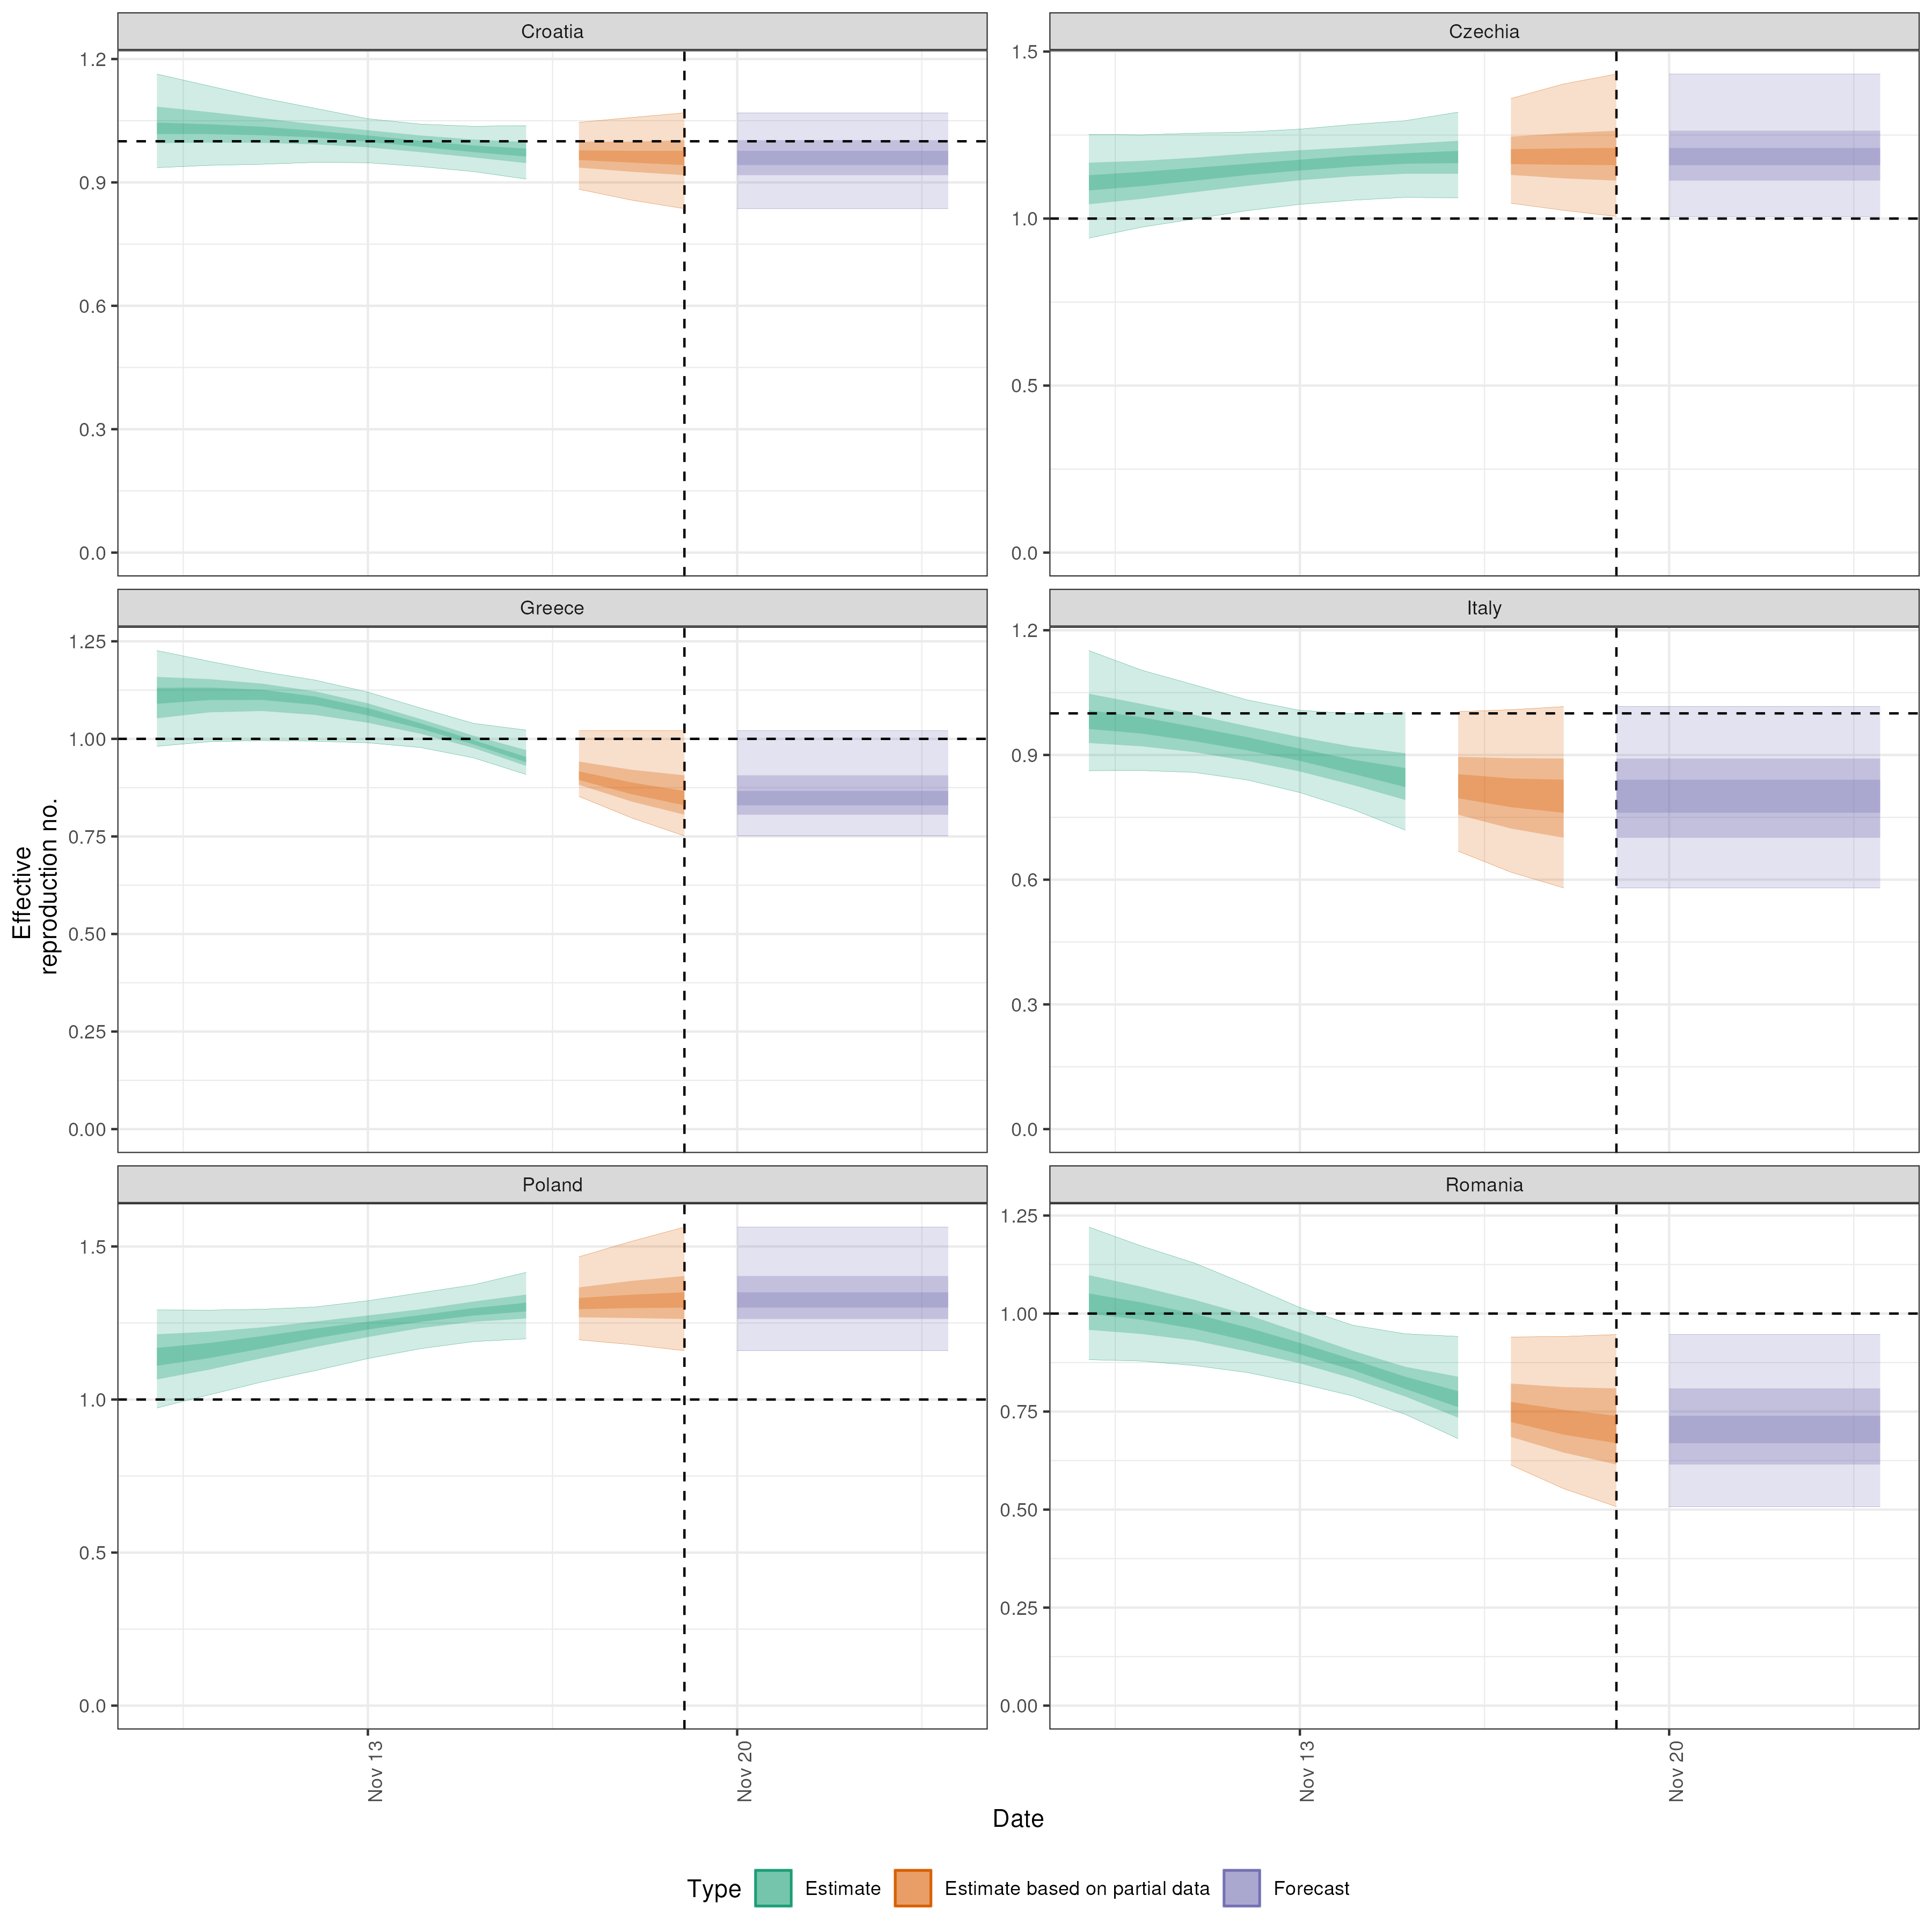 Croatia
Czechia
1.2
0.9
0.6
0.3
0.0
1.5
1.0
0.5
0.0
Greece
Italy
1.25
1.00
0.75
0.50
0.25
0.00
1.2
0.9
0.6
0.3
0.0
Effective
reproduction no.
Poland
Romania
1.5
1.0
0.5
0.0
1.25
1.00
0.75
0.50
0.25
0.00
Nov 13
Nov 20
Nov 13
Nov 20
Date
Type Estimate Estimate based on partial data Forecast